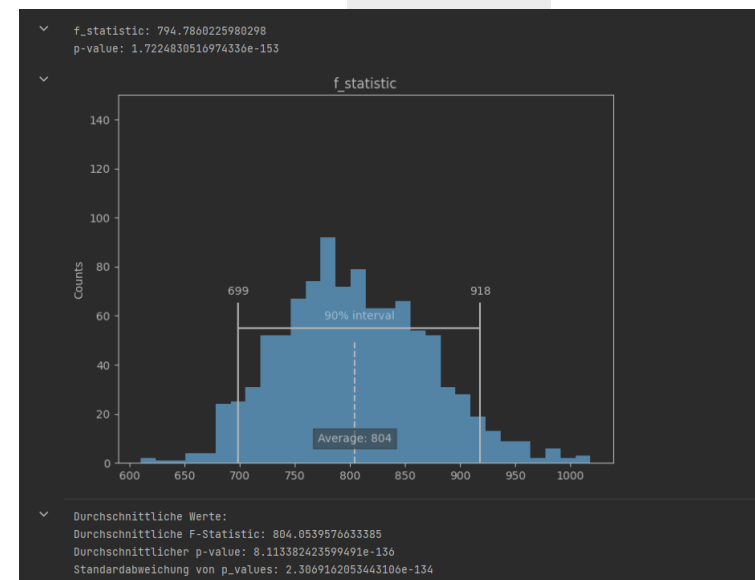 f_statistic: 794.7860225980298
p-value: 1.7224830516974336e-153
f_statistic
140
120
100
80
60
40
20
0
Counts
699
918
90% interval
Average: 804
600 650 700 750 800 850 900 950 1000
Durchschnittliche Werte:
Durchschnittliche F-Statistic: 804.0539576633385
Durchschnittlicher p-value: 8.113382423599491e-136
Standardabweichung von p_values: 2.3069162053443106e-134